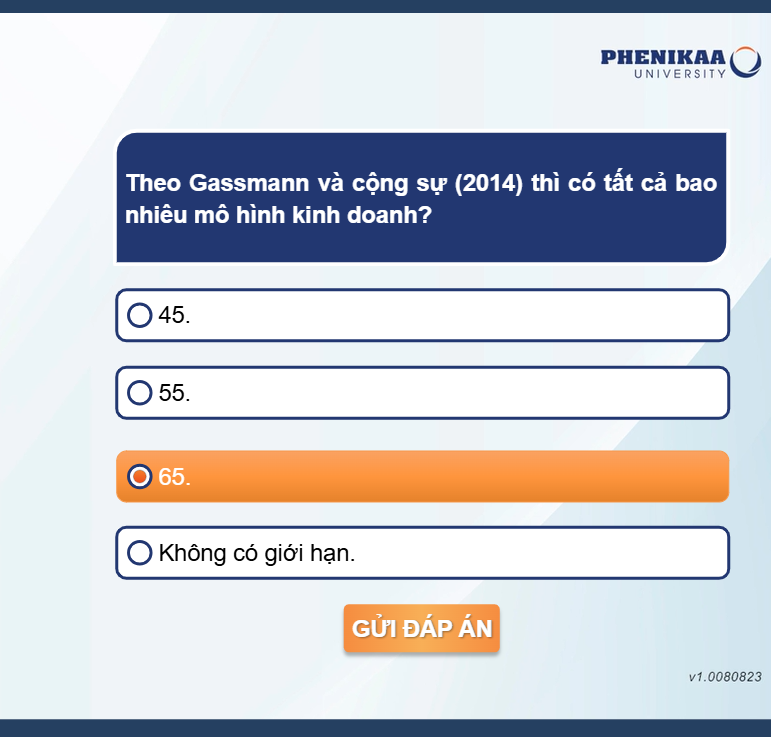 PHENIKAA
UNIVERSITY
Theo Gassmann và cộng sự (2014) thì có tất cả bao
nhiêu mô hình kinh doanh?
45.
55.
65.
Không có giới hạn.
GỬI ĐÁP ÁN
v1.0080823